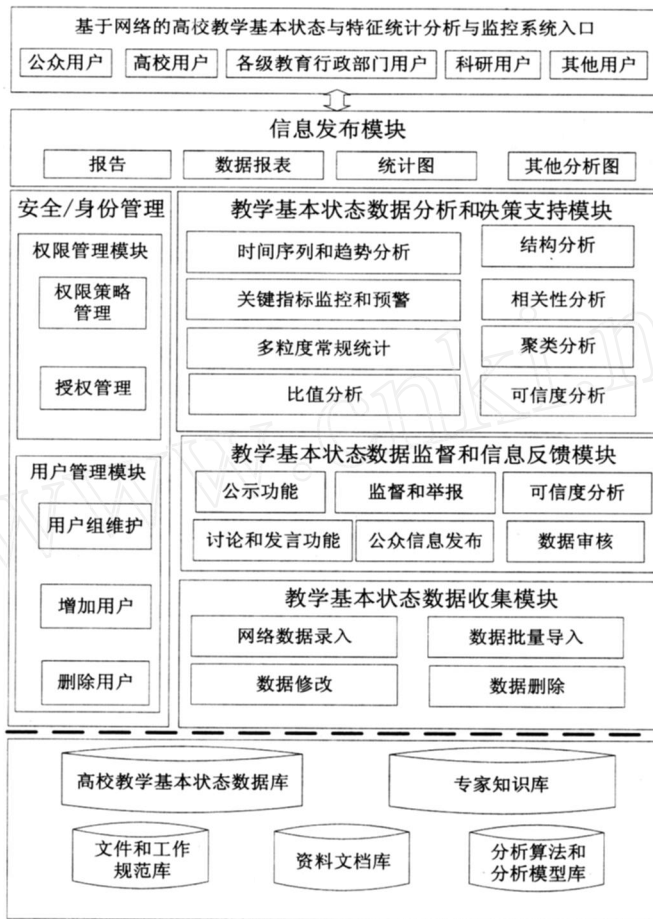 基于网络的高校教学基本状态与特征统计分析与监控系统入口
公众用户 高校用户 各级教育行政部门用户 科研用户 其他用户
信息发布模块
报告 数据报表 统计图 其他分析图
安全/身份管理
权限管理模块
权限策略
管理
授权管理
用户管理模块
用户组维护
增加用户
删除用户
教学基本状态数据分析和决策支持模块
时间序列和趋势分析 结构分析
关键指标监控和预警 相关性分析
多粒度常规统计 聚类分析
比值分析 可信度分析
教学基本状态数据监督和信息反馈模块
公示功能 监督和举报 可信度分析
讨论和发言功能 公众信息发布 数据审核
教学基本状态数据收集模块
网络数据录入 数据批量导入
数据修改 数据删除
高校教学基本状态数据库 专家知识库
文件和工作
规范库
资料文档库
分析算法和
分析模型库
www.cnki.n